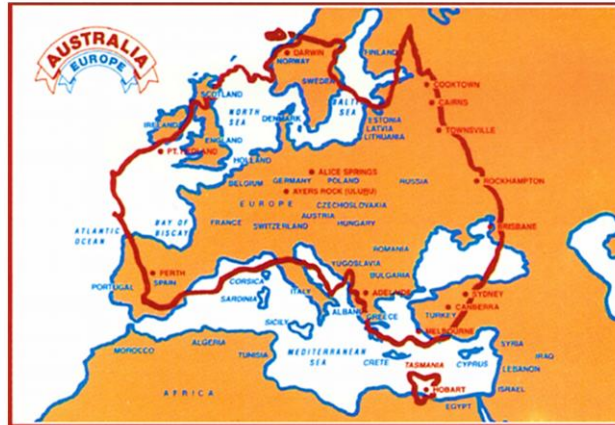 AUSTRALIA
EUROPE
DARWIN
NORWAY
FINLAND
SWEDEN
SCOTLAND
COOKTOWN
CAIRNS
NORTH
SEA
BALTIC
SEA
DENMARK
ESTONIA
LATVIA
LITHUANIA
TOWNSVILLE
IRELAND
ENGLAND
PT. HEDLAND
HOLLAND
ALICE SPRINGS
BELGIUM
GERMANY
POLAND
RUSSIA
ROCKHAMPTON
AYERS ROCK (ULURU)
EUROPE
CZECHOSLOVAKIA
AUSTRIA
FRANCE
SWITZERLAND
HUNGARY
BRISBANE
ATLANTIC
OCEAN
BAY OF
BISCAY
ROMANIA
YUGOSLAVIA
BULGARIA
PERTH
SPAIN
PORTUGAL
CORSICA
SARDINIA
ITALY
ADELAIDE
SYDNEY
CANBERRA
ALBANIA
GREECE
TURKEY
SICILY
MELBOURNE
SYRIA
MOROCCO
ALGERIA
TUNISIA
MEDITERRANEAN
SEA
CRETE
TASMANIA
CYPRUS
LEBANON
IRAQ
HOBART
ISRAEL
AFRICA
EGYPT